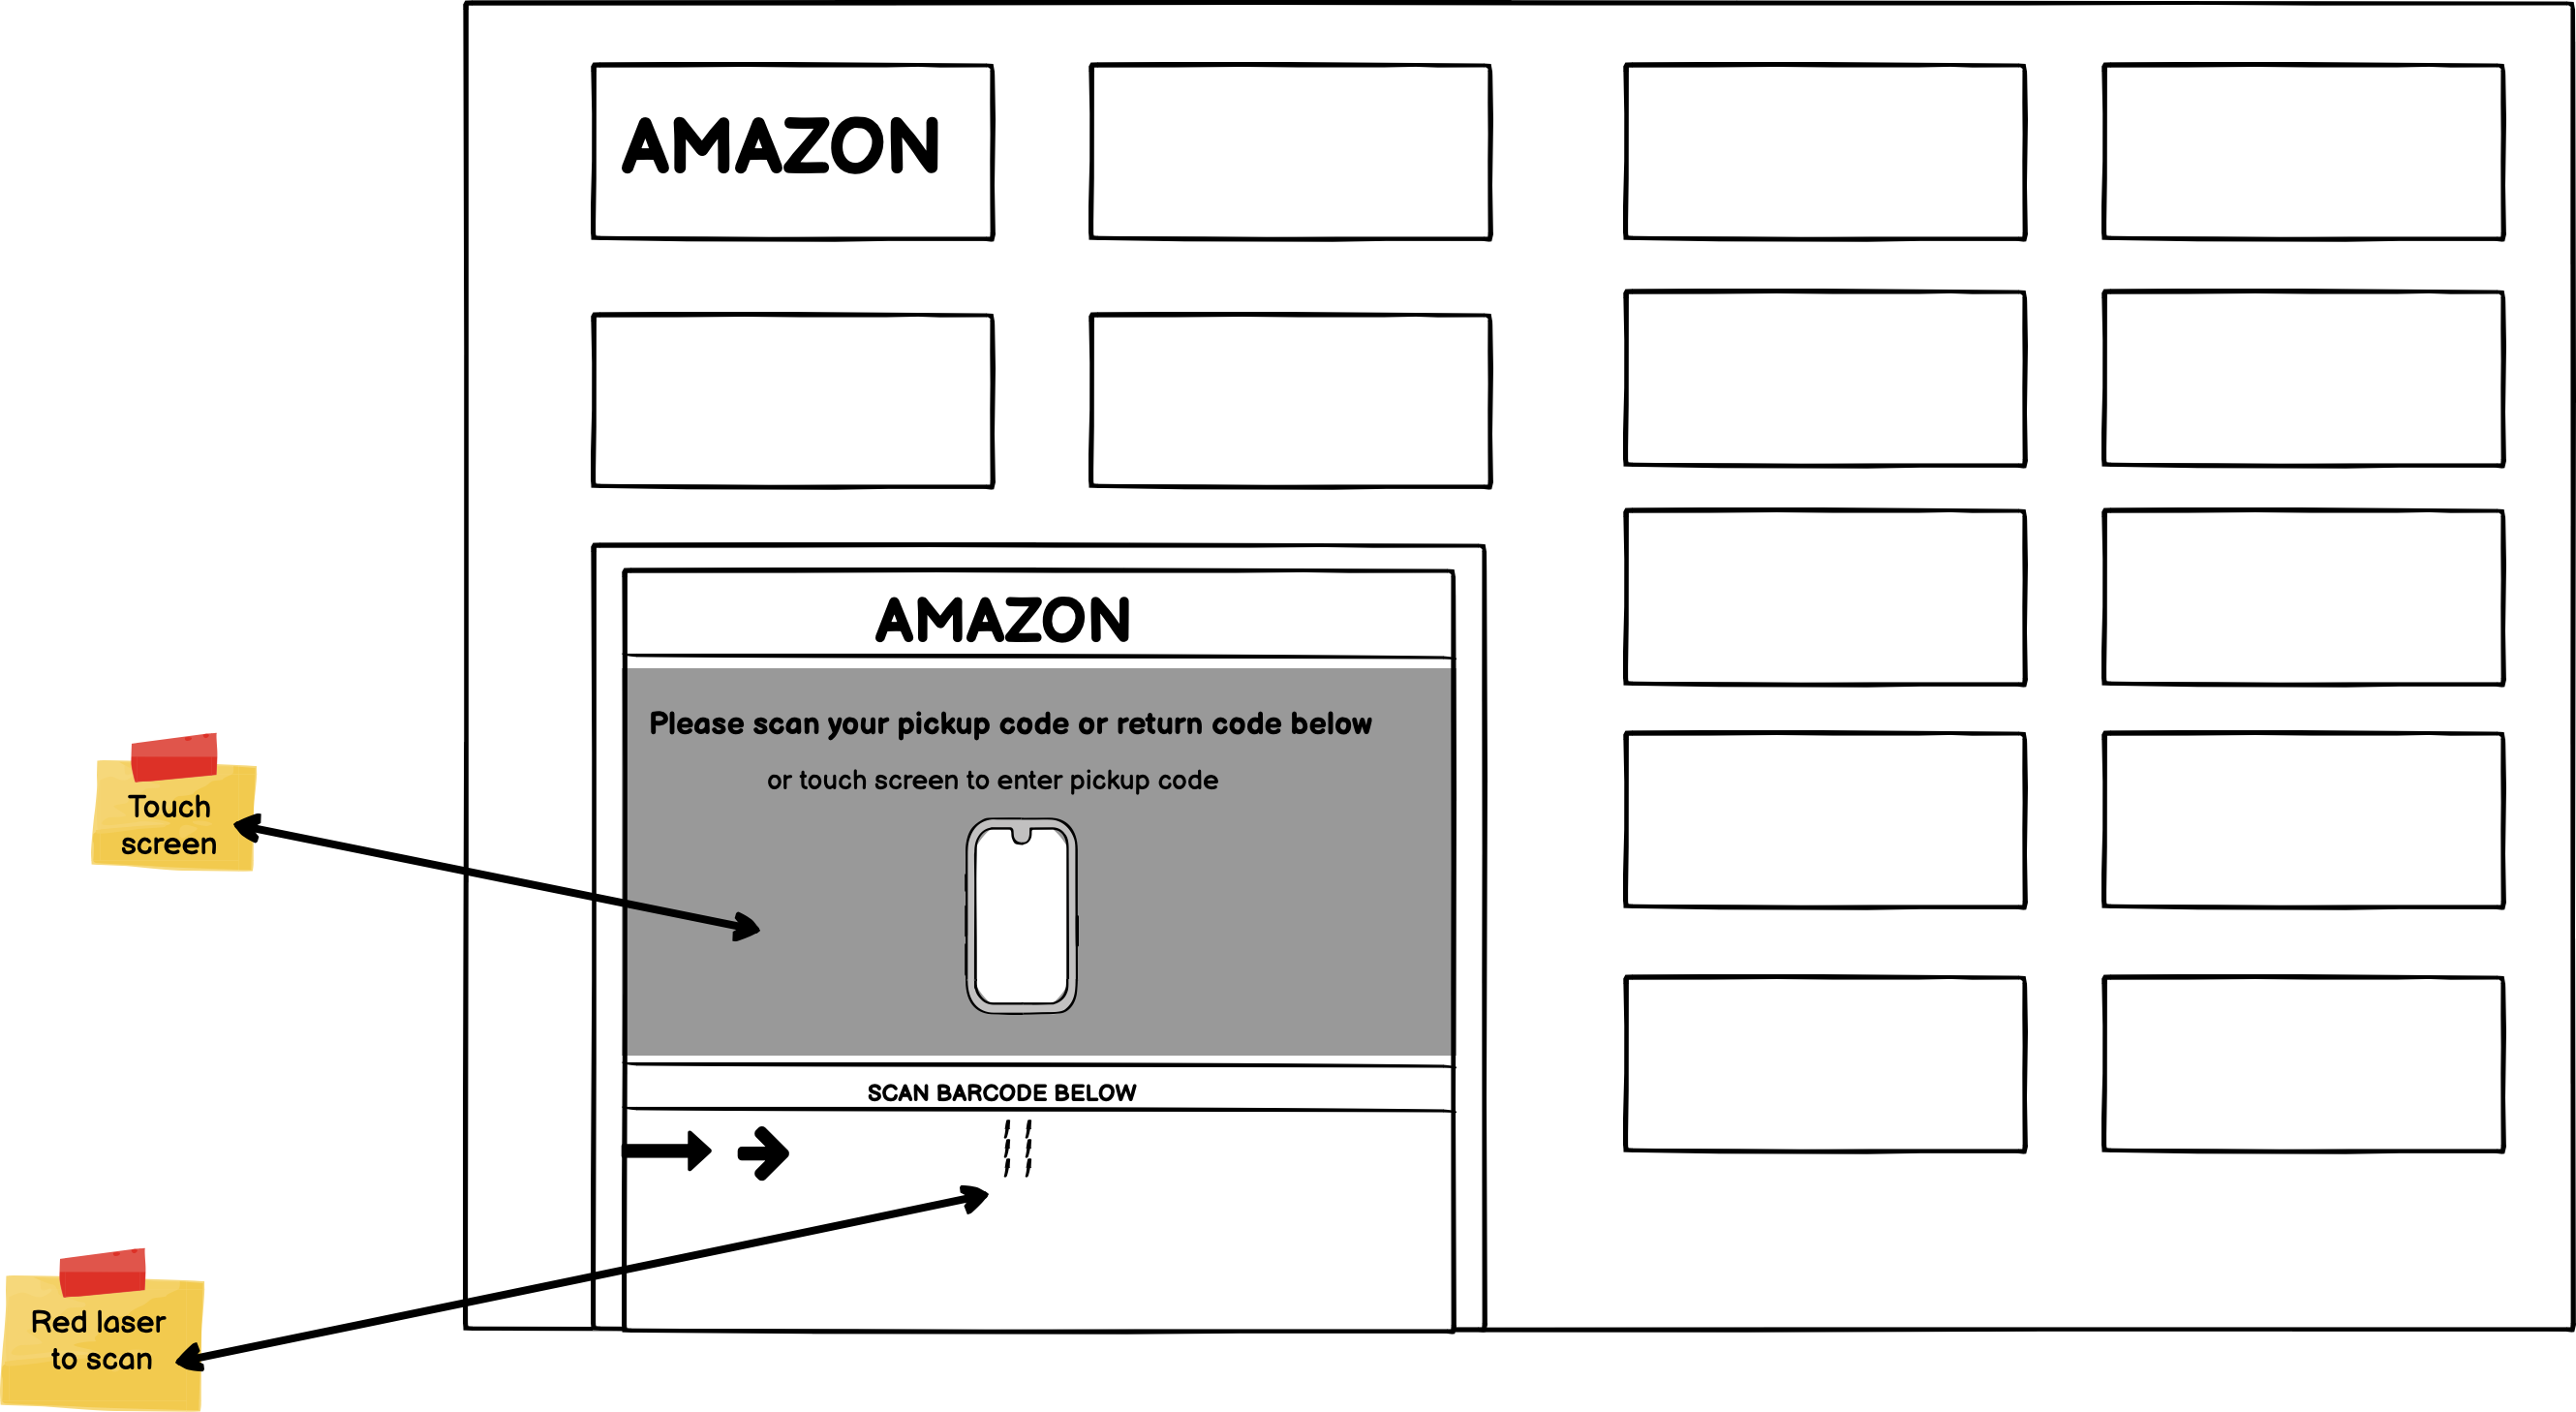 AMAZON
AMAZON
Please scan your pickup code or return code below
or touch screen to enter pickup code
Touch
screen
SCAN BARCODE BELOW
Red laser
to scan